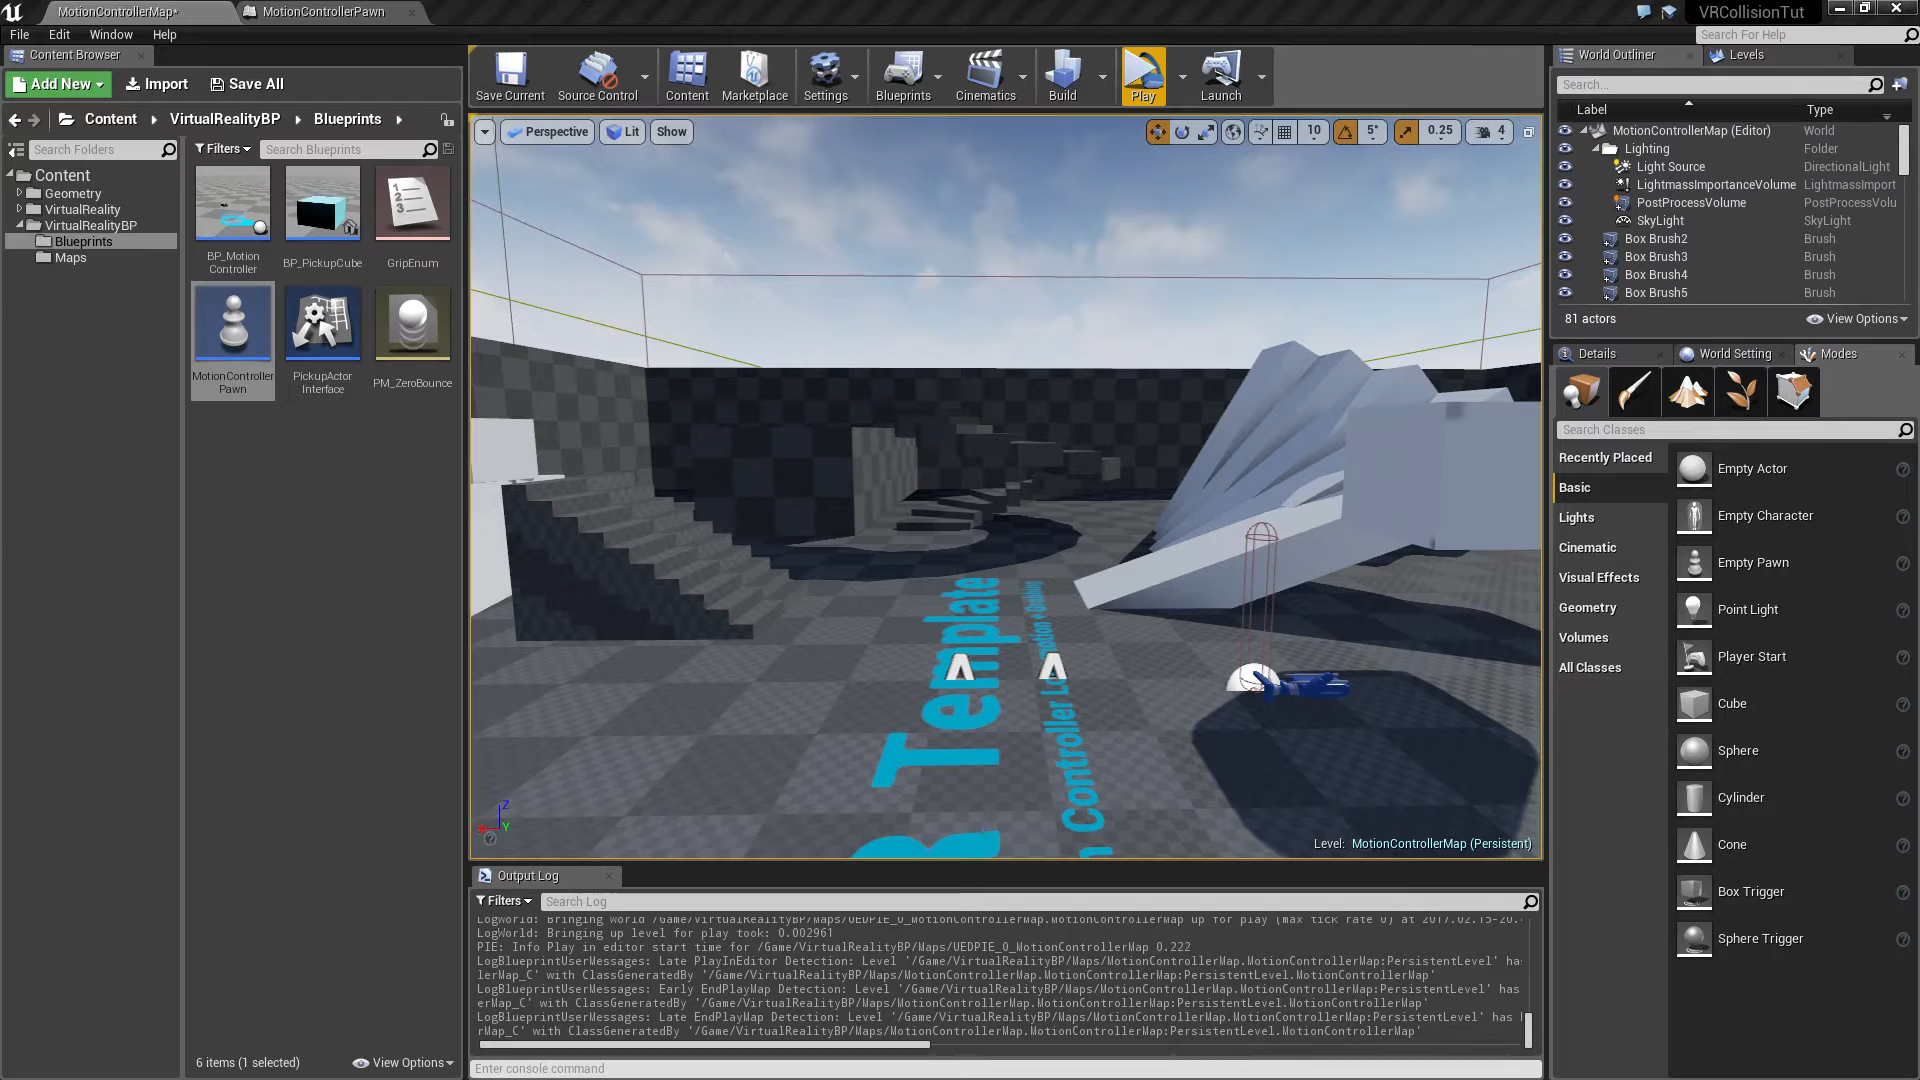 MotionControllerMap*
MotionControllerPawn
VRCollisionTut
File
Edit
Window
Help
Search For Help
Content Browser
Add New
Import
Save All
Content
VirtualRealityBP
Blueprints
Search Folders
Filters
Search Blueprints
Content
Geometry
VirtualReality
VirtualRealityBP
Blueprints
Maps
BP_Motion
Controller
BP_PickupCube
GripEnum
MotionController
Pawn
PickupActor
Interface
PM_ZeroBounce
6 items (1 selected)
View Options
Save Current
Source Control
Content
Marketplace
Settings
Blueprints
Cinematics
Build
Play
Launch
Perspective
Lit
Show
10
5°
0.25
4
Template
Level: MotionControllerMap (Persistent)
Output Log
Filters
Search Log
LogWorld: Bringing World /Game/VirtualRealityBP/Maps/UEDPIE_0_MotionControllerMap.MotionControllerMap up for play (max tick rate 0) at 2017.02.15-20.
LogWorld: Bringing up level for play took: 0.002961
PIE: Info Play in editor start time for /Game/VirtualRealityBP/Maps/UEDPIE_0_MotionControllerMap 0.222
LogBlueprintUserMessages: Late PlayInEditor Detection: Level '/Game/VirtualRealityBP/Maps/MotionControllerMap.MotionControllerMap:PersistentLevel' has
lerMap_C' with ClassGeneratedBy '/Game/VirtualRealityBP/Maps/MotionControllerMap.MotionControllerMap:PersistentLevel.MotionControllerMap'
LogBlueprintUserMessages: Early EndPlayMap Detection: Level '/Game/VirtualRealityBP/Maps/MotionControllerMap.MotionControllerMap:PersistentLevel' has
erMap_C' with ClassGeneratedBy '/Game/VirtualRealityBP/Maps/MotionControllerMap.MotionControllerMap:PersistentLevel.MotionControllerMap'
LogBlueprintUserMessages: Late EndPlayMap Detection: Level '/Game/VirtualRealityBP/Maps/MotionControllerMap.MotionControllerMap:PersistentLevel' has
rMap_C' with ClassGeneratedBy '/Game/VirtualRealityBP/Maps/MotionControllerMap.MotionControllerMap:PersistentLevel.MotionControllerMap'
Enter console command
World Outliner
Levels
Search...
Label
Type
MotionControllerMap (Editor) World
Lighting Folder
Light Source DirectionalLight
LightmassImportanceVolume LightmassImport
PostProcessVolume PostProcessVolu
SkyLight SkyLight
Box Brush2 Brush
Box Brush3 Brush
Box Brush4 Brush
Box Brush5 Brush
81 actors
View Options
Details
World Setting
Modes
Search Classes
Recently Placed
Basic
Lights
Cinematic
Visual Effects
Geometry
Volumes
All Classes
Empty Actor
Empty Character
Empty Pawn
Point Light
Player Start
Cube
Sphere
Cylinder
Cone
Box Trigger
Sphere Trigger